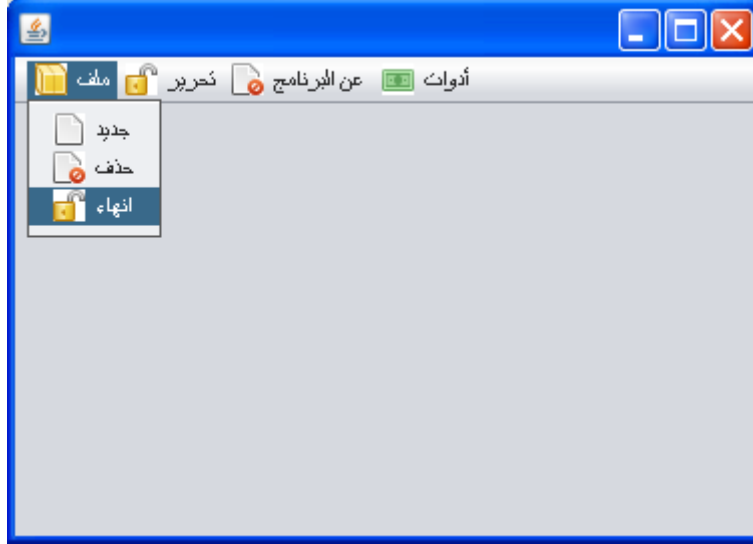 ملف تحرير عن البرنامج أدوات
جديد
حذف
انهاء